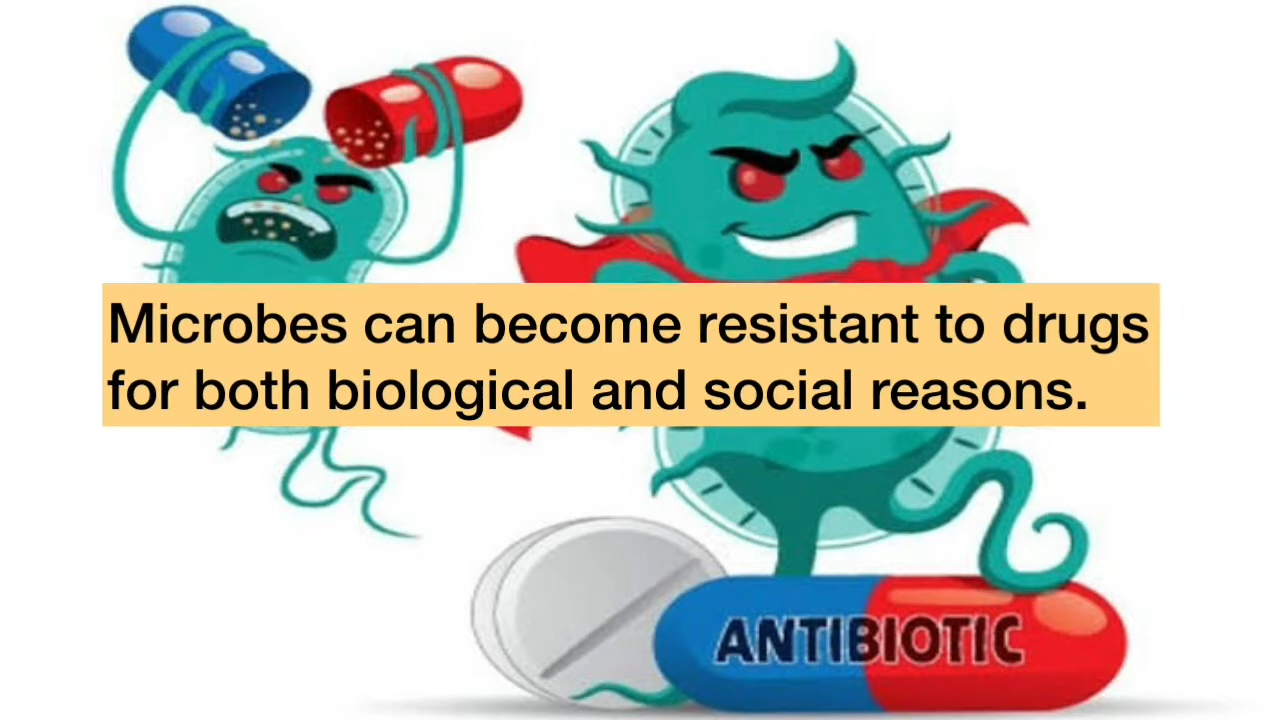 Microbes can become resistant to drugs
for both biological and social reasons.
ANTIBIOTIC